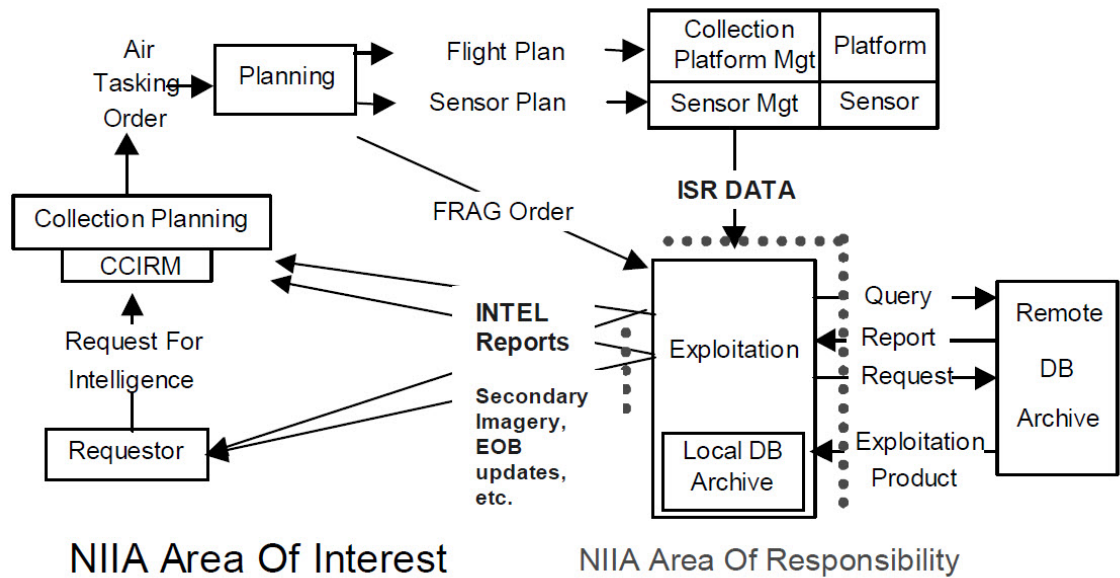 Air
Tasking
Order
Planning
Flight Plan
Sensor Plan
Collection
Platform Mgt
Platform
Sensor Mgt
Sensor
ISR DATA
FRAG Order
Collection Planning
CCIRM
Request For
Intelligence
Requestor
INTEL
Reports
Secondary
Imagery,
EOB
updates,
etc.
Exploitation
Local DB
Archive
Query
Report
Request
Exploitation
Product
Remote
DB
Archive
NIIA Area Of Interest
NIIA Area Of Responsibility